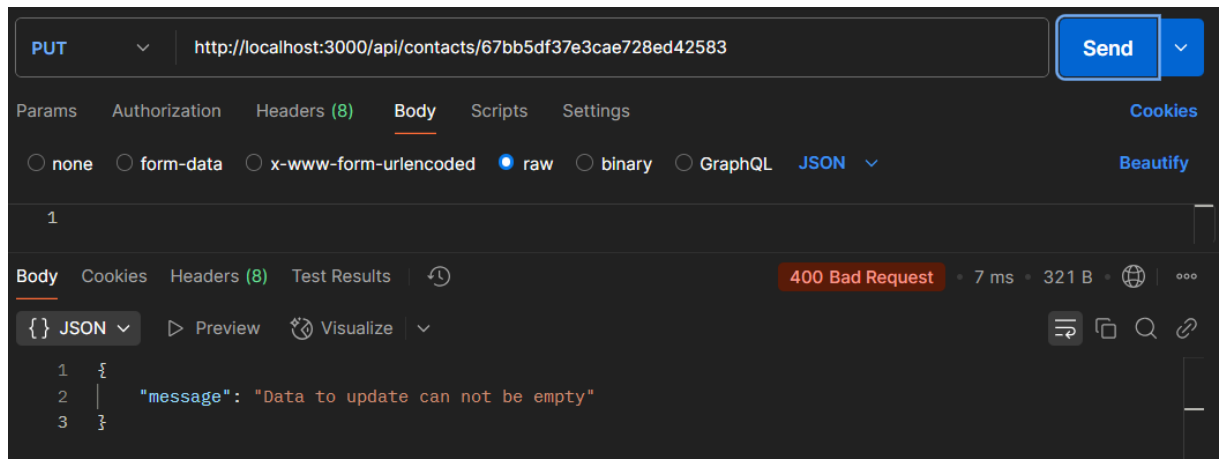 PUT http://localhost:3000/api/contacts/67bb5df37e3cae728ed42583 Send
Params Authorization Headers (8) Body Scripts Settings Cookies
none form-data x-www-form-urlencoded raw binary GraphQL JSON Beautify
1
Body Cookies Headers (8) Test Results 400 Bad Request • 7 ms • 321 B •
{} JSON Preview Visualize
1 {
2 "message": "Data to update can not be empty"
3 }